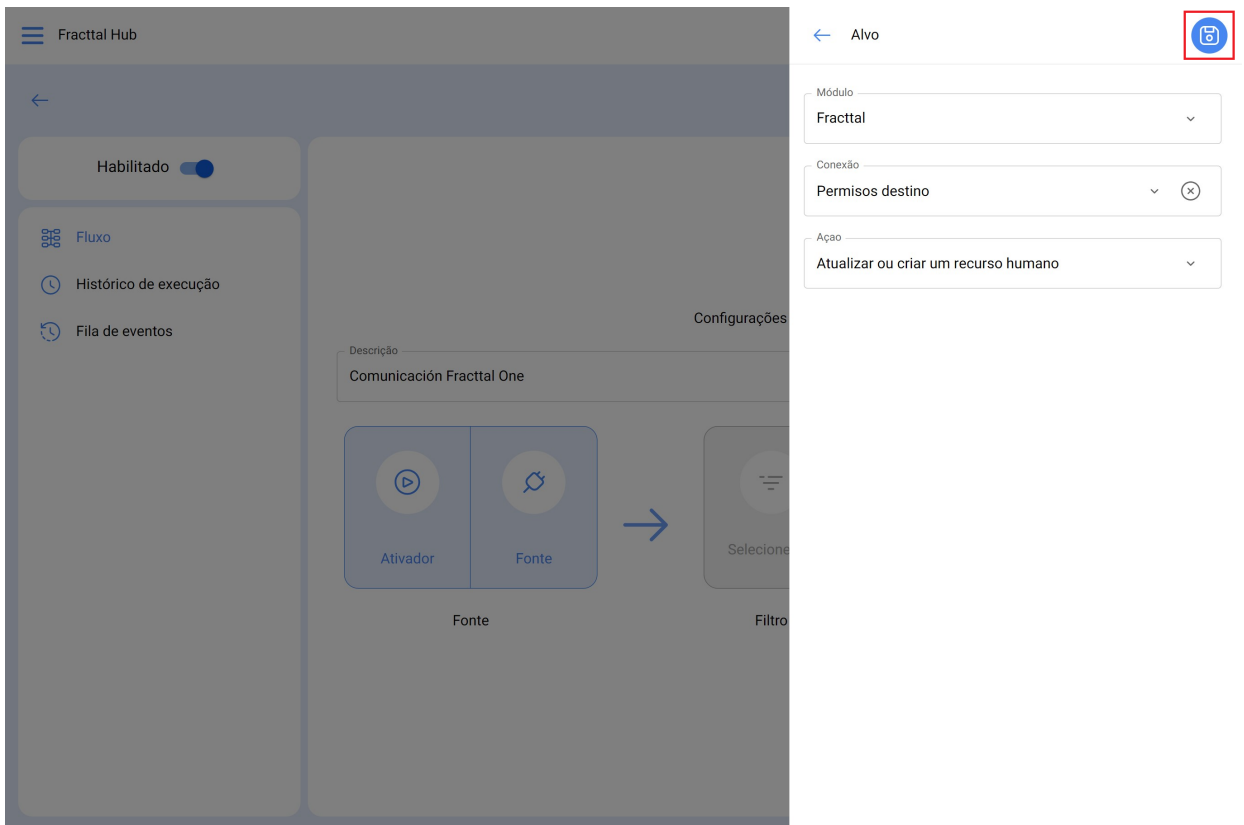 Fracttal Hub
Habilitado
Fluxo
Histórico de execução
Fila de eventos
Configurações
Descrição
Comunicación Fracttal One
Ativador
Fonte
Selecione
Fonte
Filtro
Alvo
Módulo
Fracttal
Conexão
Permisos destino
Açao
Atualizar ou criar um recurso humano